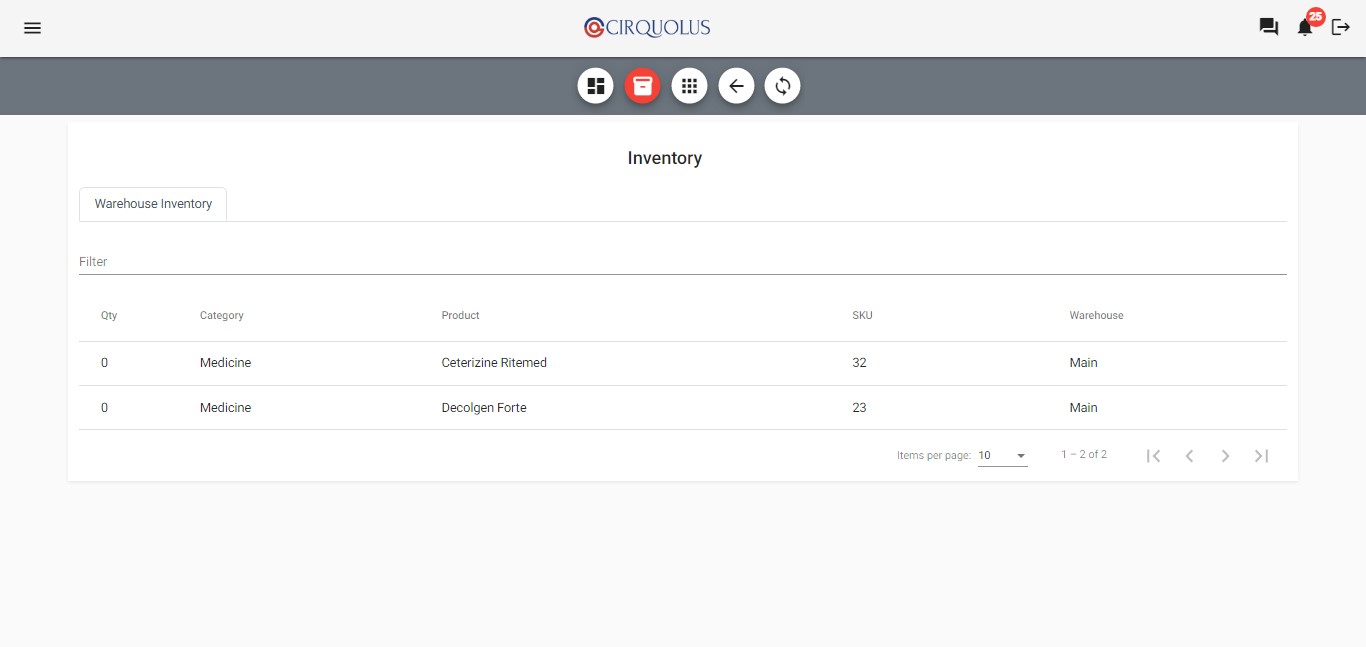 CIRQUOLUS
25
Inventory
Warehouse Inventory
Filter
Qty Category Product SKU Warehouse
0 Medicine Ceterizine Ritemed 32 Main
0 Medicine Decolgen Forte 23 Main
Items per page: 10 1 – 2 of 2